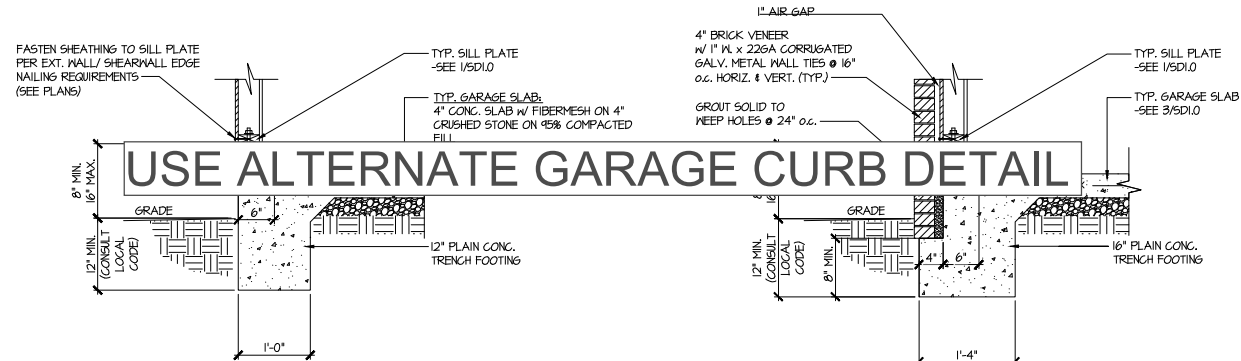 FASTEN SHEATHING TO SILL PLATE
PER EXT. WALL/ SHEARWALL EDGE
NAILING REQUIREMENTS
(SEE PLANS)
TYP. SILL PLATE
-SEE 1/SD1.0
TYP. GARAGE SLAB:
4" CONC. SLAB W/ FIBERMESH ON 4"
CRUSHED STONE ON 95% COMPACTED
FILL
8" MIN.
16" MAX.
GRADE
6"
12" MIN.
(CONSULT
LOCAL
CODE)
12" PLAIN CONC.
TRENCH FOOTING
1'-0"
USE ALTERNATE GARAGE CURB DETAIL
1" AIR GAP
4" BRICK VENEER
W/ 1" W. x 22GA CORRUGATED
GALV. METAL WALL TIES @ 16"
o.c. HORIZ. & VERT. (TYP.)
GROUT SOLID TO
WEEP HOLES @ 24" o.c.
TYP. SILL PLATE
-SEE 1/SD1.0
TYP. GARAGE SLAB
-SEE 3/SD1.0
GRADE
12" MIN.
(CONSULT
LOCAL
CODE)
8" MIN.
4"
6"
16" PLAIN CONC.
TRENCH FOOTING
1'-4"